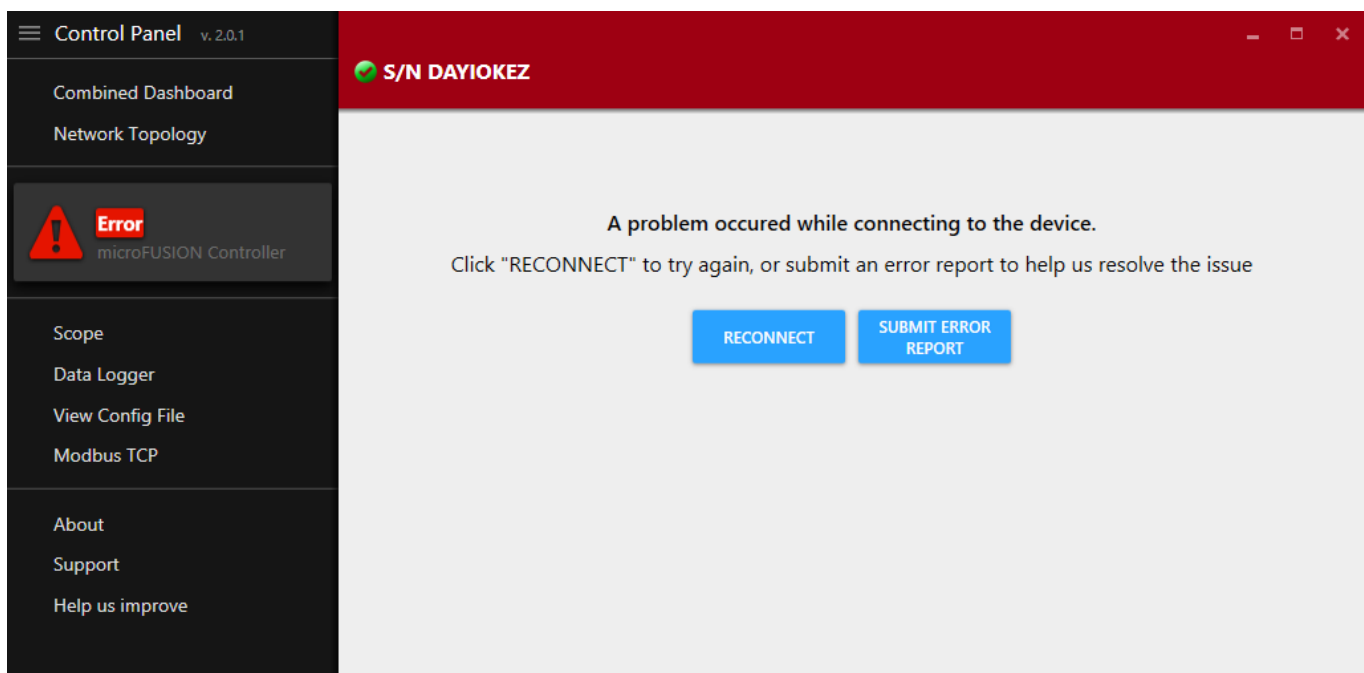 Control Panel v. 2.0.1
Combined Dashboard
Network Topology
Error
microFUSION Controller
Scope
Data Logger
View Config File
Modbus TCP
About
Support
Help us improve
S/N DAYIOKEZ
A problem occured while connecting to the device.
Click "RECONNECT" to try again, or submit an error report to help us resolve the issue
RECONNECT
SUBMIT ERROR
REPORT